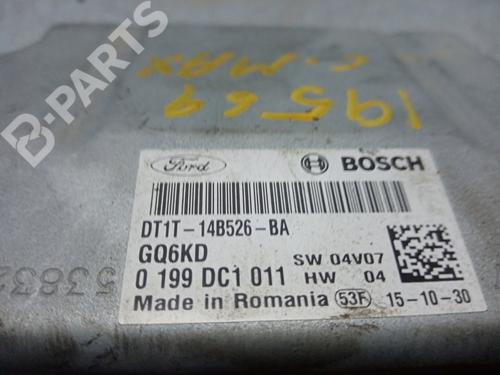 B-PARTS
C-MAX
19569
Ford BOSCH
DT1T-14B526-BA
GQ6KD SW 04V07
0 199 DC1 011 HW 04
Made in Romania 53F 15-10-30